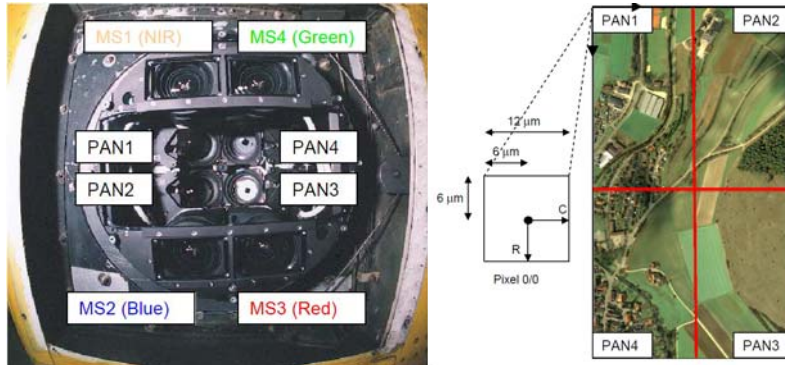 MS1 (NIR)
MS4 (Green)
PAN1
PAN4
PAN2
PAN3
MS2 (Blue)
MS3 (Red)
12 µm
6 µm
6 µm
C
R
Pixel 0/0
PAN1
PAN2
PAN4
PAN3